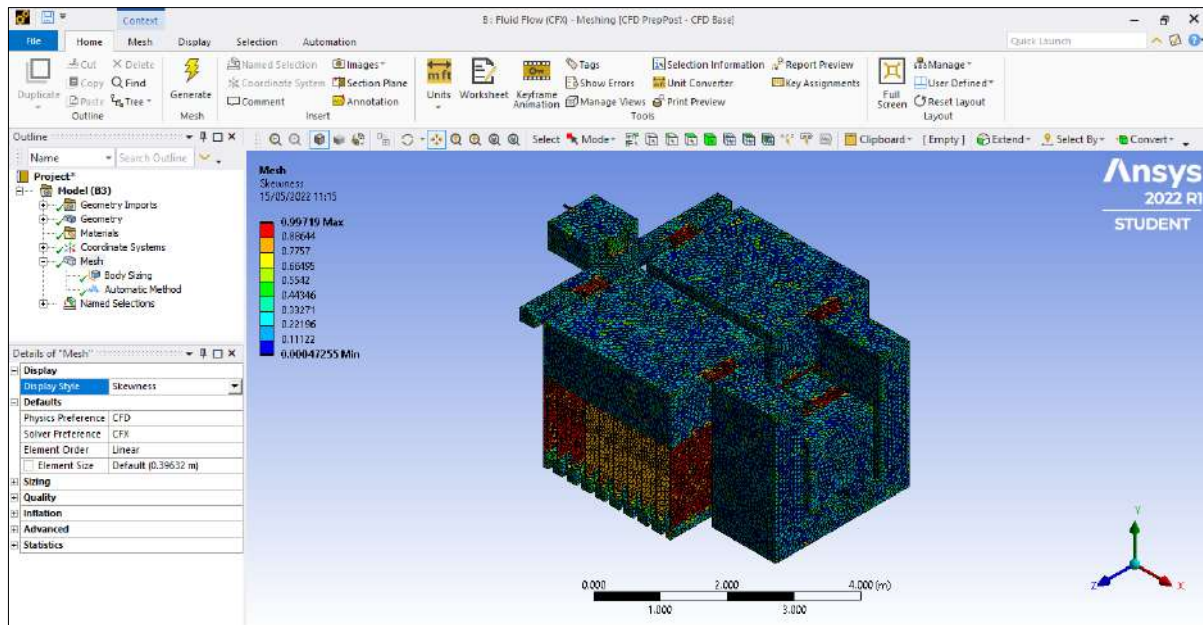 Context
B : Fluid Flow (CFX) - Meshing [CFD PrepPost - CFD Base]
File Home Mesh Display Selection Automation
Quick Launch
Duplicate
Cut
Copy
Paste
Delete
Find
Tree
Outline
Generate
Mesh
Named Selection
Coordinate System
Comment
Images
Section Plane
Annotation
Insert
mft
Units
Worksheet
Keyframe
Animation
Tags
Show Errors
Manage Views
Selection Information
Unit Converter
Print Preview
Report Preview
Key Assignments
Tools
Full
Screen
Manage
User Defined
Reset Layout
Layout
Outline
Select Mode Clipboard [Empty] Extend Select By Convert
Name Search Outline
Project*
Model (B3)
Geometry Imports
Geometry
Materials
Coordinate Systems
Mesh
Body Sizing
Automatic Method
Named Selections
Details of "Mesh"
Display
Display Style Skewness
Defaults
Physics Preference CFD
Solver Preference CFX
Element Order Linear
Element Size Default (0.39632 m)
Sizing
Quality
Inflation
Advanced
Statistics
Mesh
Skewness
15/05/2022 11:15
0.99719 Max
0.88644
0.7757
0.66495
0.5542
0.44346
0.33271
0.22196
0.11122
0.00047255 Min
Ansys
2022 R1
STUDENT
0.000 2.000 4.000 (m)
1.000 3.000
Y
Z X